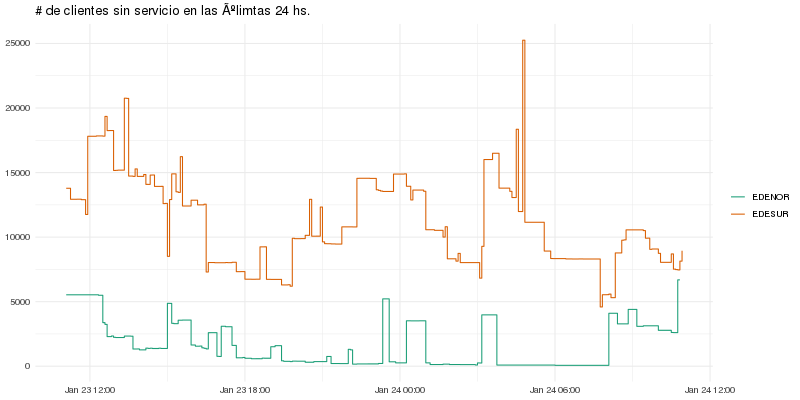 # de clientes sin servicio en las Ãºlimtas 24 hs.
25000
20000
15000
10000
5000
0
Jan 23 12:00
Jan 23 18:00
Jan 24 00:00
Jan 24 06:00
Jan 24 12:00
EDENOR
EDESUR